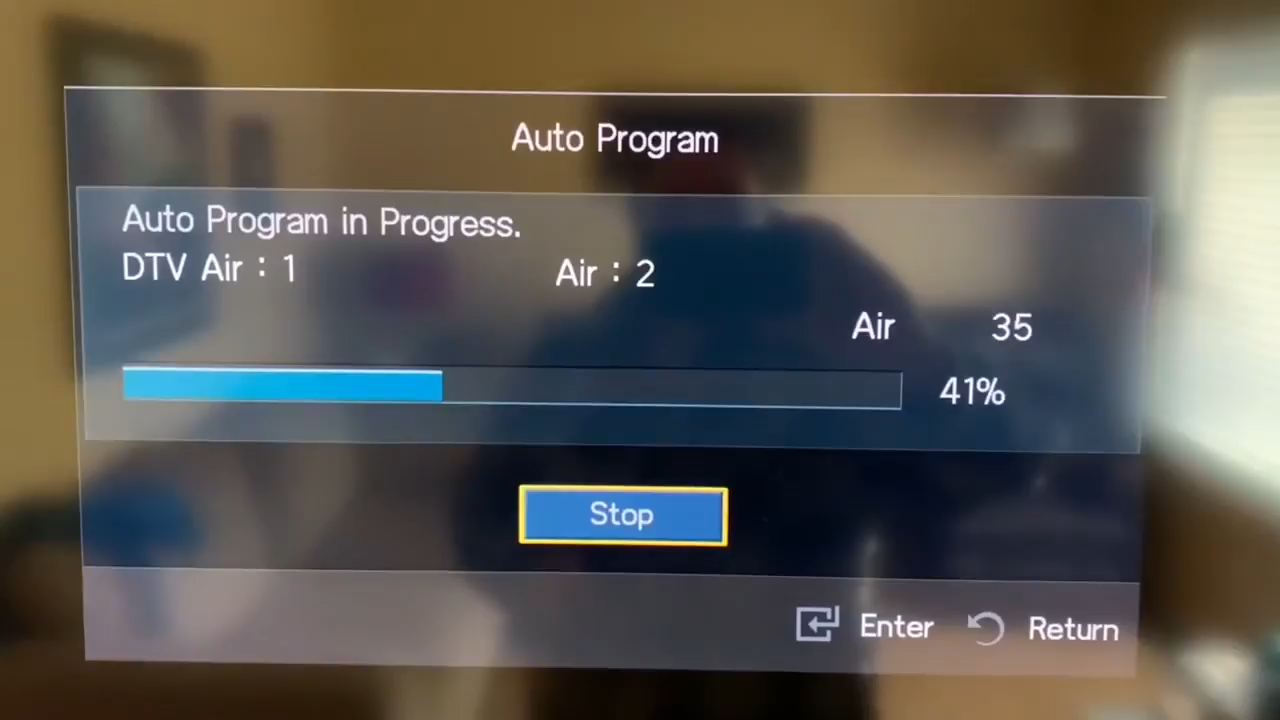 Auto Program
Auto Program in Progress.
DTV Air : 1 Air : 2
Air 35
41%
Stop
Enter Return